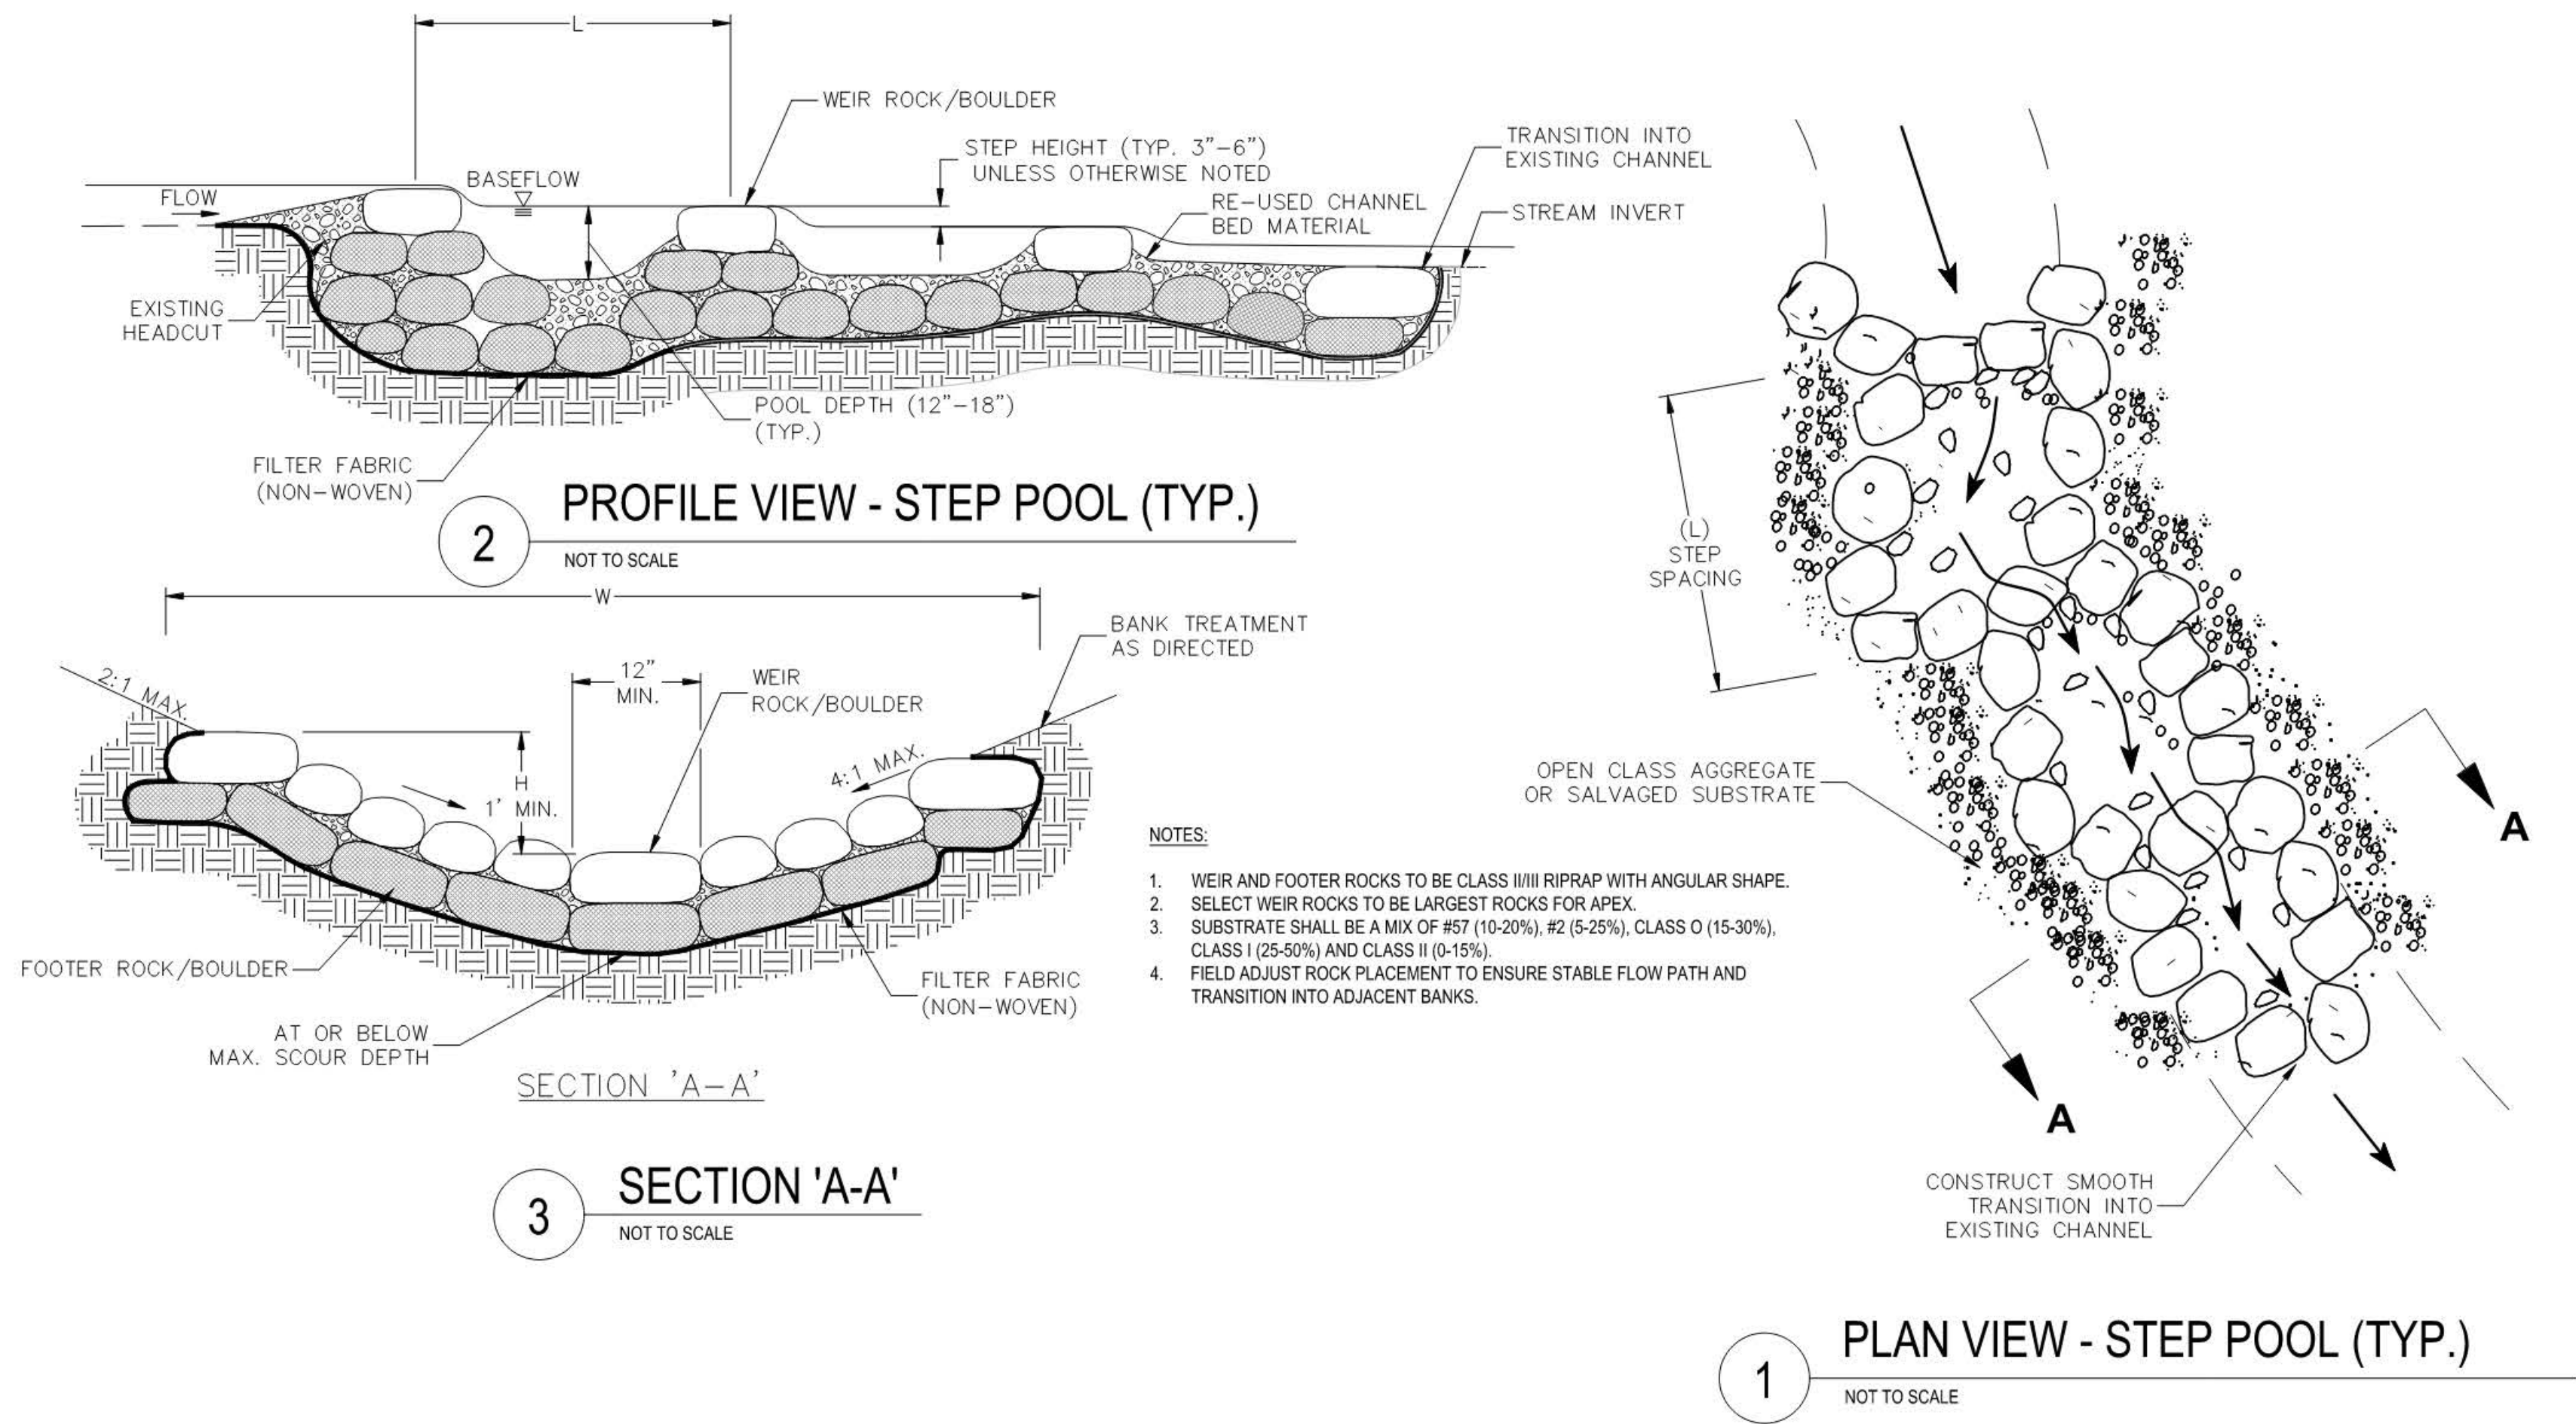 L
WEIR ROCK/BOULDER
STEP HEIGHT (TYP. 3"-6")
UNLESS OTHERWISE NOTED
TRANSITION INTO
EXISTING CHANNEL
BASEFLOW
FLOW
RE-USED CHANNEL
BED MATERIAL
STREAM INVERT
EXISTING
HEADCUT
POOL DEPTH (12"-18")
(TYP.)
FILTER FABRIC
(NON-WOVEN)
2
PROFILE VIEW - STEP POOL (TYP.)
NOT TO SCALE
W
BANK TREATMENT
AS DIRECTED
2:1 MAX.
12"
MIN.
WEIR
ROCK/BOULDER
H
1' MIN.
4:1 MAX.
FOOTER ROCK/BOULDER
FILTER FABRIC
(NON-WOVEN)
AT OR BELOW
MAX. SCOUR DEPTH
SECTION 'A-A'
3
SECTION 'A-A'
NOT TO SCALE
NOTES:
1. WEIR AND FOOTER ROCKS TO BE CLASS II/III RIPRAP WITH ANGULAR SHAPE.
2. SELECT WEIR ROCKS TO BE LARGEST ROCKS FOR APEX.
3. SUBSTRATE SHALL BE A MIX OF #57 (10-20%), #2 (5-25%), CLASS O (15-30%),
CLASS I (25-50%) AND CLASS II (0-15%).
4. FIELD ADJUST ROCK PLACEMENT TO ENSURE STABLE FLOW PATH AND
TRANSITION INTO ADJACENT BANKS.
(L)
STEP
SPACING
OPEN CLASS AGGREGATE
OR SALVAGED SUBSTRATE
A
A
CONSTRUCT SMOOTH
TRANSITION INTO
EXISTING CHANNEL
1
PLAN VIEW - STEP POOL (TYP.)
NOT TO SCALE